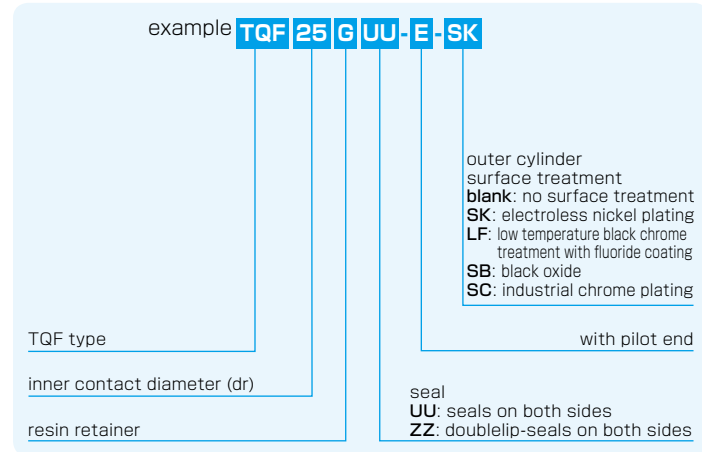 example TQF 25 G UU - E - SK
outer cylinder
surface treatment
blank: no surface treatment
SK: electroless nickel plating
LF: low temperature black chrome
treatment with fluoride coating
SB: black oxide
SC: industrial chrome plating
TQF type
with pilot end
inner contact diameter (dr)
seal
UU: seals on both sides
ZZ: doublelip-seals on both sides
resin retainer